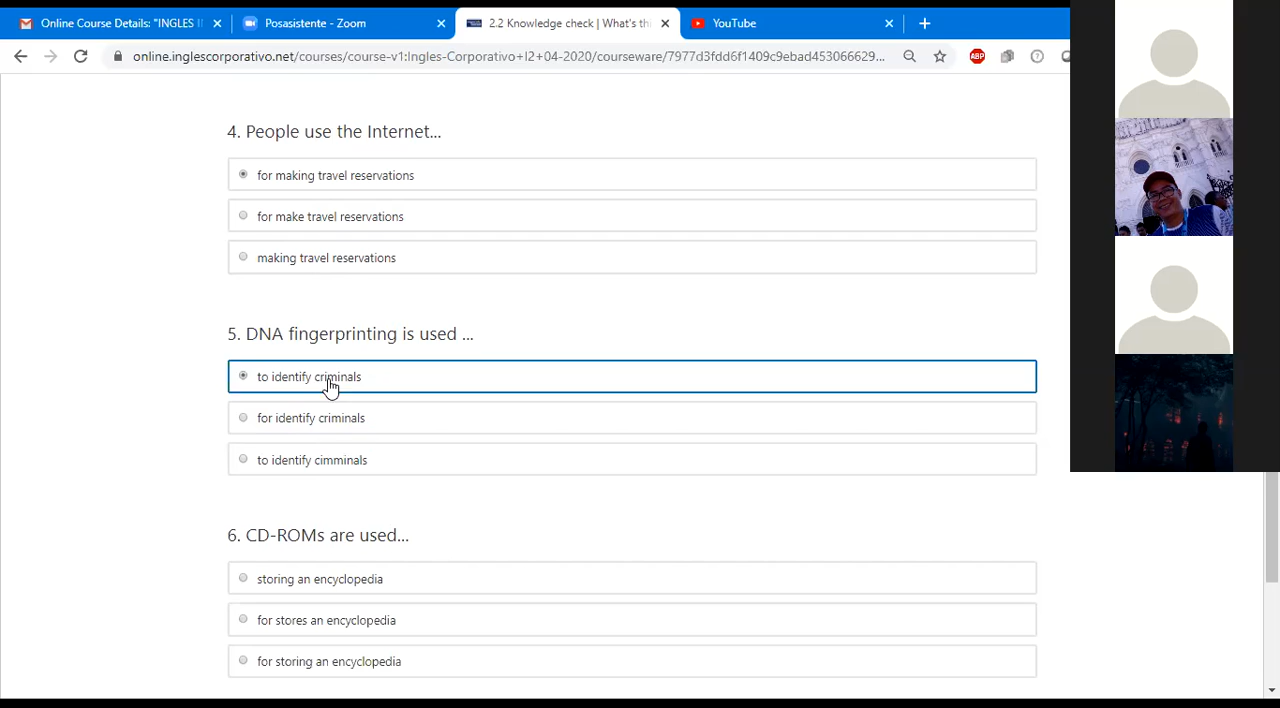 Online Course Details: "INGLES I
Posasistente - Zoom
2.2 Knowledge check | What's th
YouTube
online.inglescorporativo.net/courses/course-v1:Ingles-Corporativo+I2+04-2020/courseware/7977d3fdd6f1409c9ebad453066629...
ABP
4. People use the Internet...
for making travel reservations
for make travel reservations
making travel reservations
5. DNA fingerprinting is used ...
to identify criminals
for identify criminals
to identify cimminals
6. CD-ROMs are used...
storing an encyclopedia
for stores an encyclopedia
for storing an encyclopedia